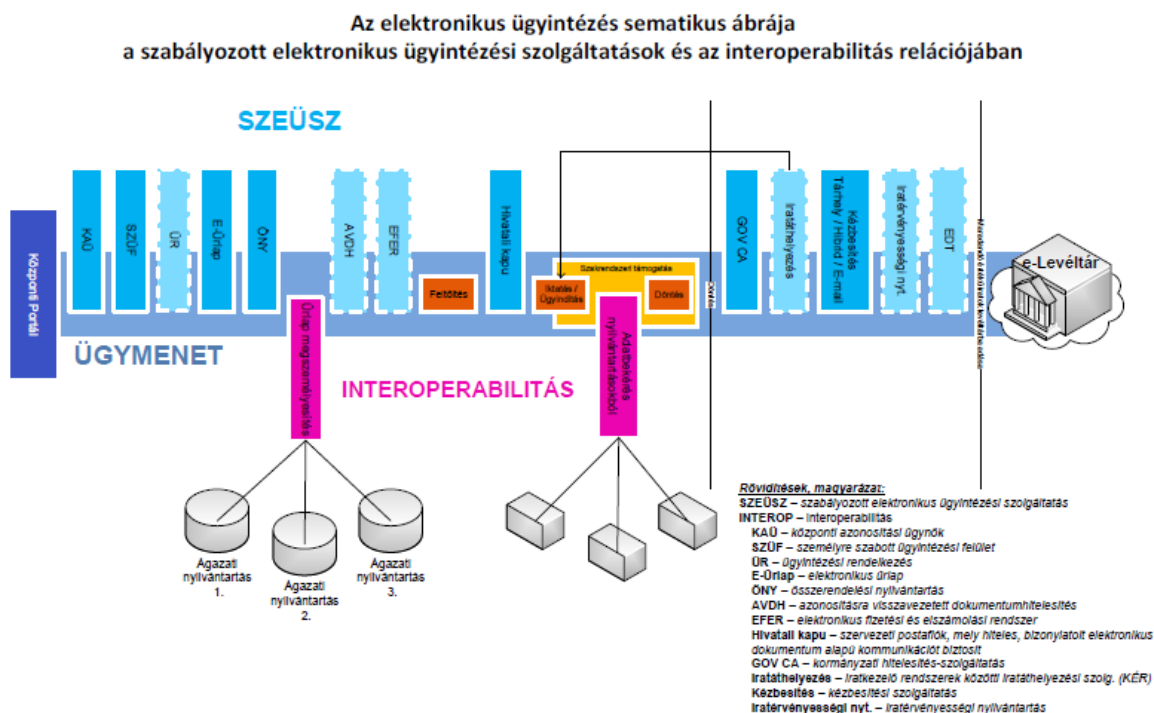 Az elektronikus ügyintézés sematikus ábrája
a szabályozott elektronikus ügyintézési szolgáltatások és az interoperabilitás relációjában
SZEÜSZ
Központi Portál
KAÜ
SZÜF
ÜR
E-Űrlap
ÖNY
AVDH
EFER
Hivatali kapu
GOV CA
Iratáthelyezés
Kézbesítés
Tárhely / Hibrid / E-mail
Iratérvényességi nyt.
EDT
Feltöltés
Szakrendszeri támogatás
Iktatás /
Ügyindítás
Döntés
e-Levéltár
ÜGYMENET
Űrlap megszemélyesítés
INTEROPERABILITÁS
Adatbekérés
nyilvántartásokból
Ágazati
nyilvántartás
1.
Ágazati
nyilvántartás
2.
Ágazati
nyilvántartás
3.
Rövidítések, magyarázat:
SZEÜSZ – szabályozott elektronikus ügyintézési szolgáltatás
INTEROP – interoperabilitás
KAÜ – központi azonosítási ügynök
SZÜF – személyre szabott ügyintézési felület
ÜR – ügyintézési rendelkezés
E-Űrlap – elektronikus űrlap
ÖNY – összerendelési nyilvántartás
AVDH – azonosításra visszavezetett dokumentumhitelesítés
EFER – elektronikus fizetési és elszámolási rendszer
Hivatali kapu – szervezeti postafiók, mely hiteles, bizonylatolt elektronikus
dokumentum alapú kommunikációt biztosít
GOV CA – kormányzati hitelesítés-szolgáltatás
Iratáthelyezés – iratkezelő rendszerek közötti iratáthelyezési szolg. (KÉR)
Kézbesítés – kézbesítési szolgáltatás
Iratérvényességi nyt. – iratérvényességi nyilvántartás